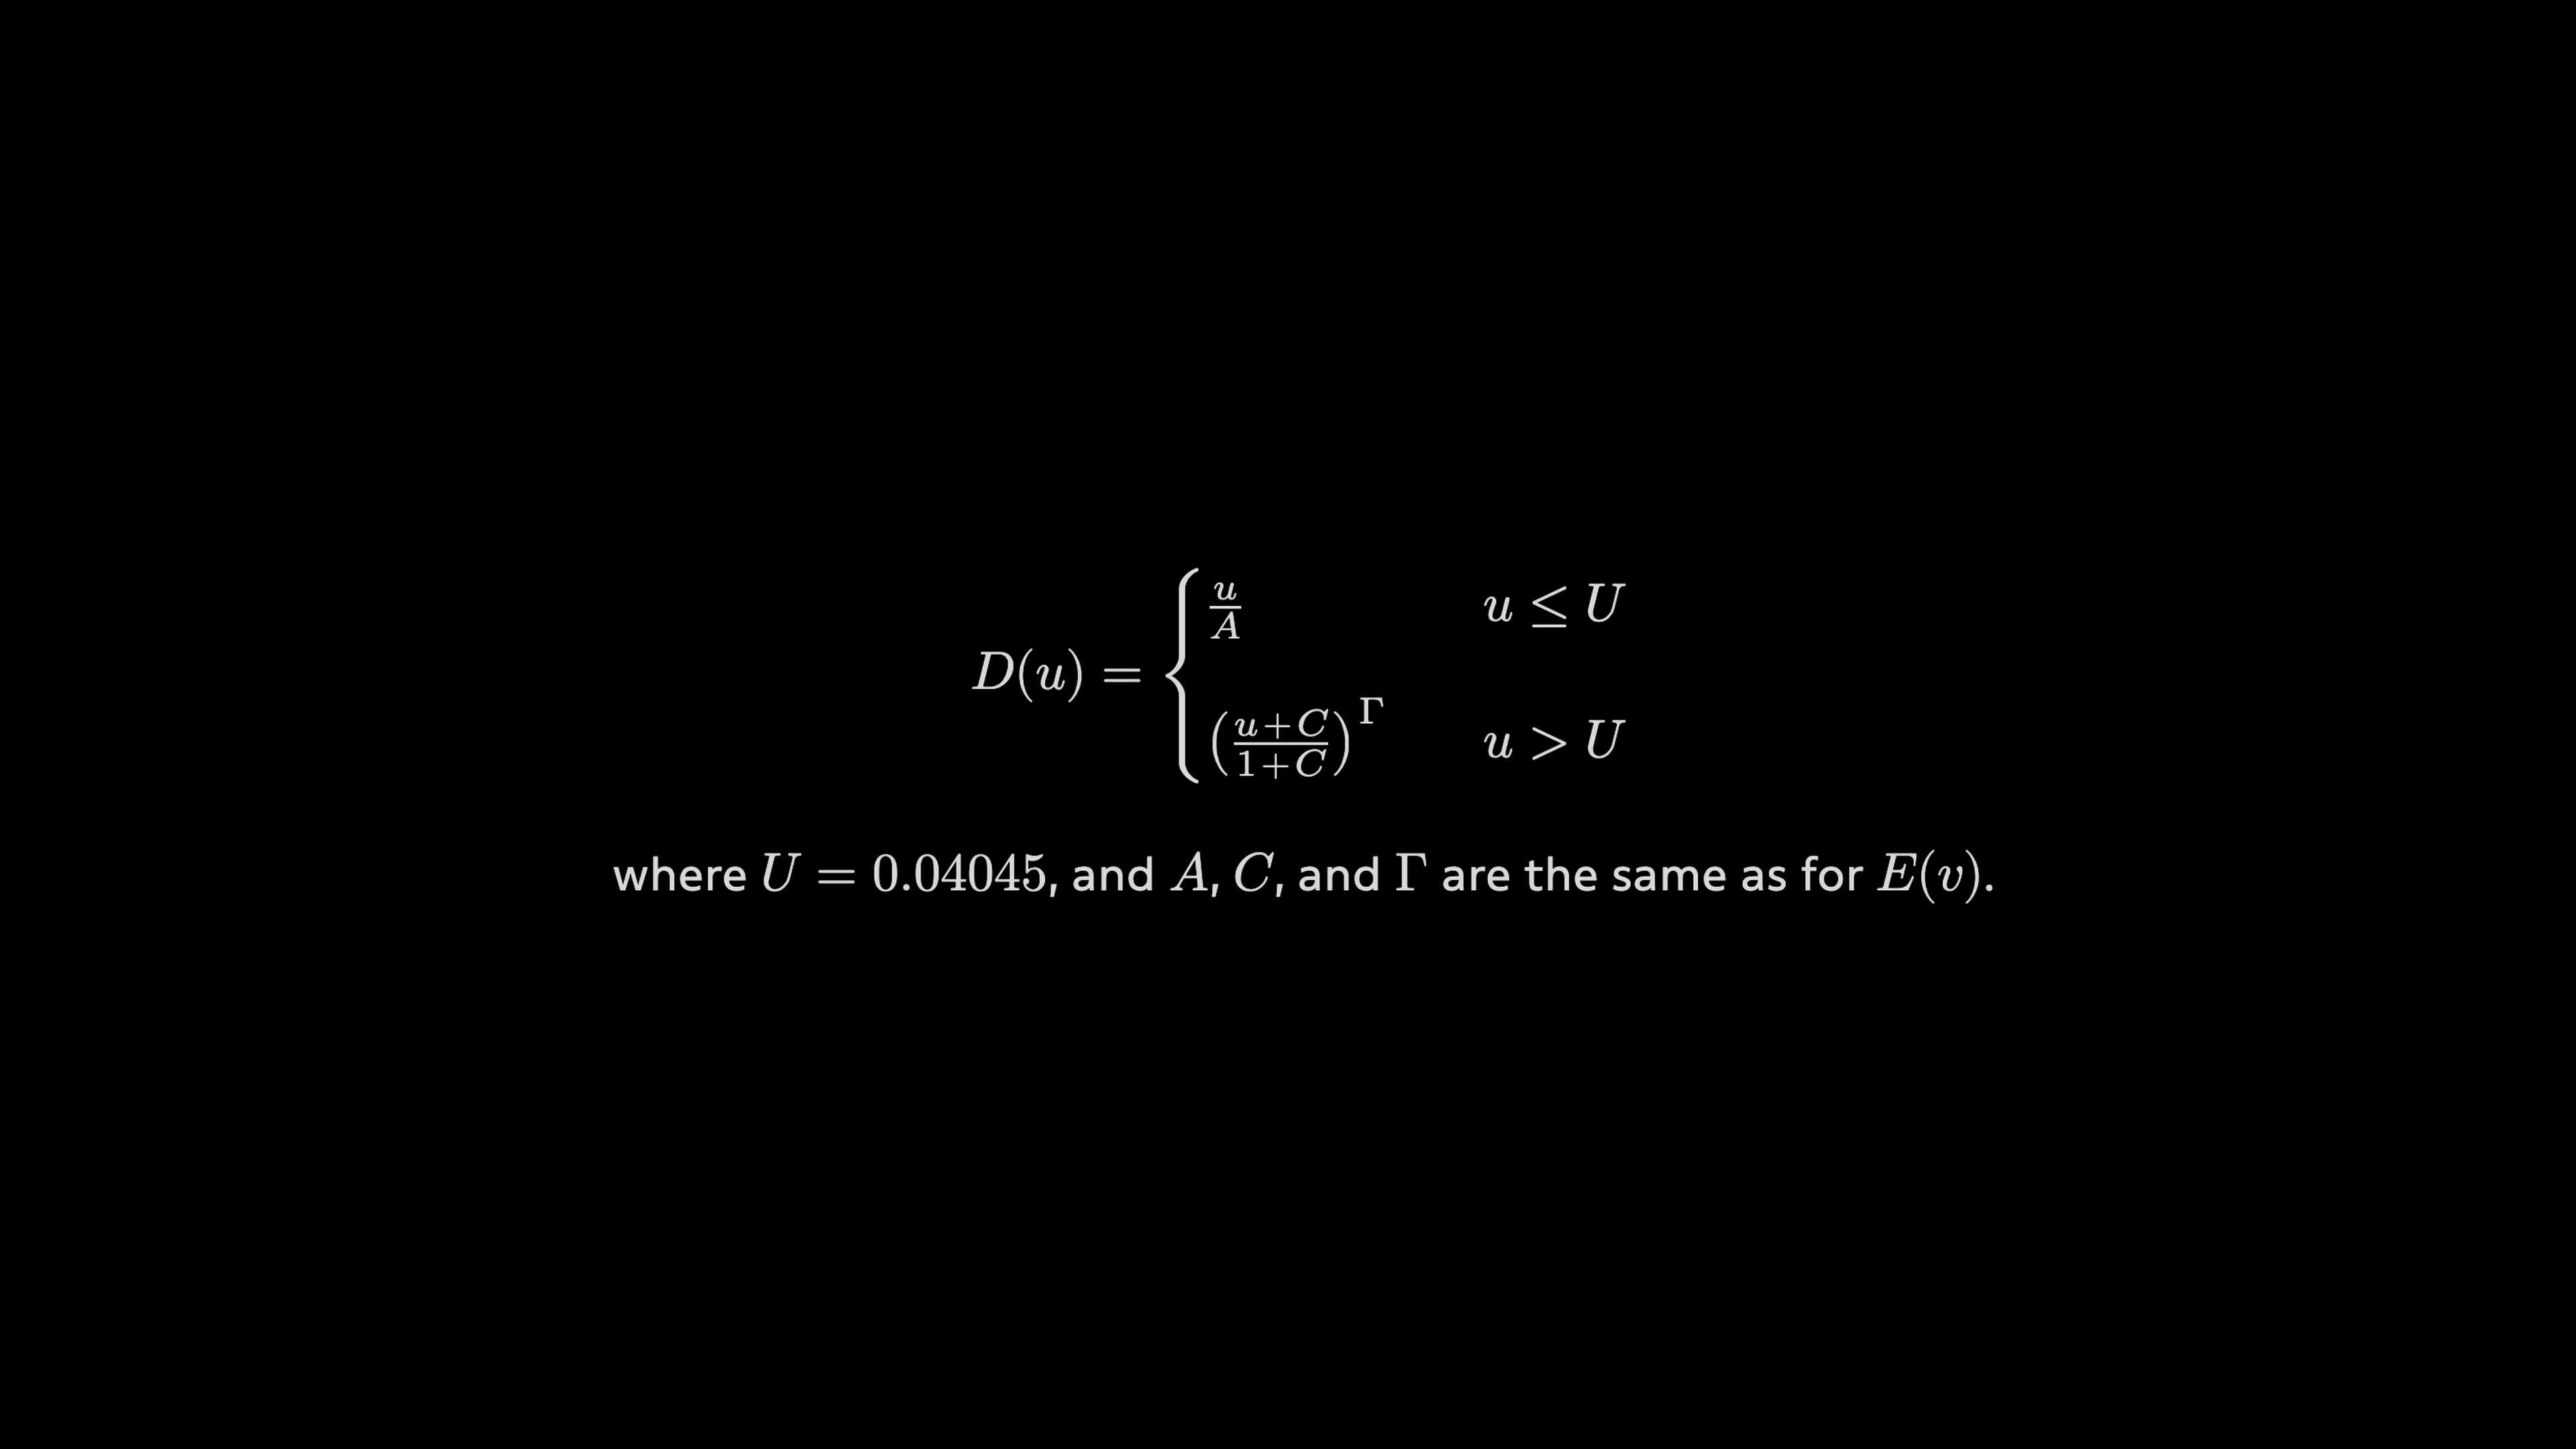 D(u) = { u/A    u ≤ U
((u+C)/(1+C))^Γ    u > U
where U = 0.04045, and A, C, and Γ are the same as for E(v).